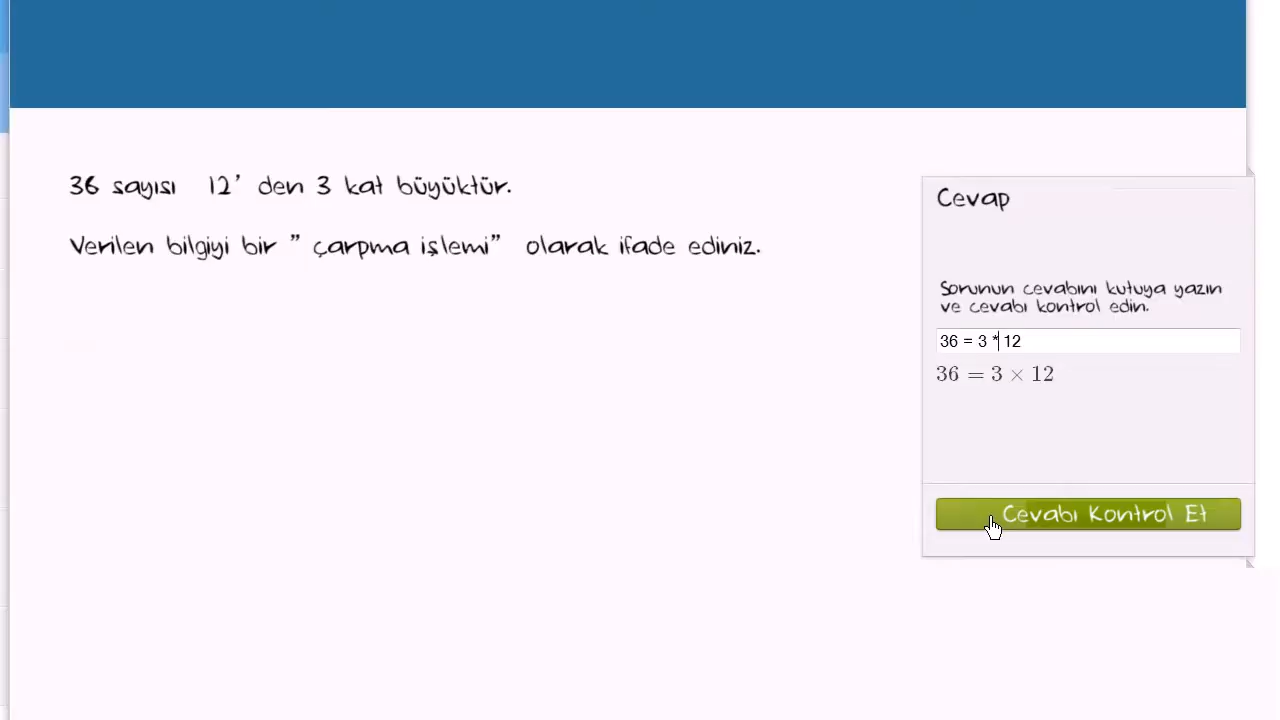 36 sayısı 12' den 3 kat büyüktür.
Verilen bilgiyi bir " çarpma işlemi" olarak ifade ediniz.
Cevap
Sorunun cevabını kutuya yazın
ve cevabı kontrol edin.
36 = 3 * 12
36 = 3 × 12
Cevabı Kontrol Et